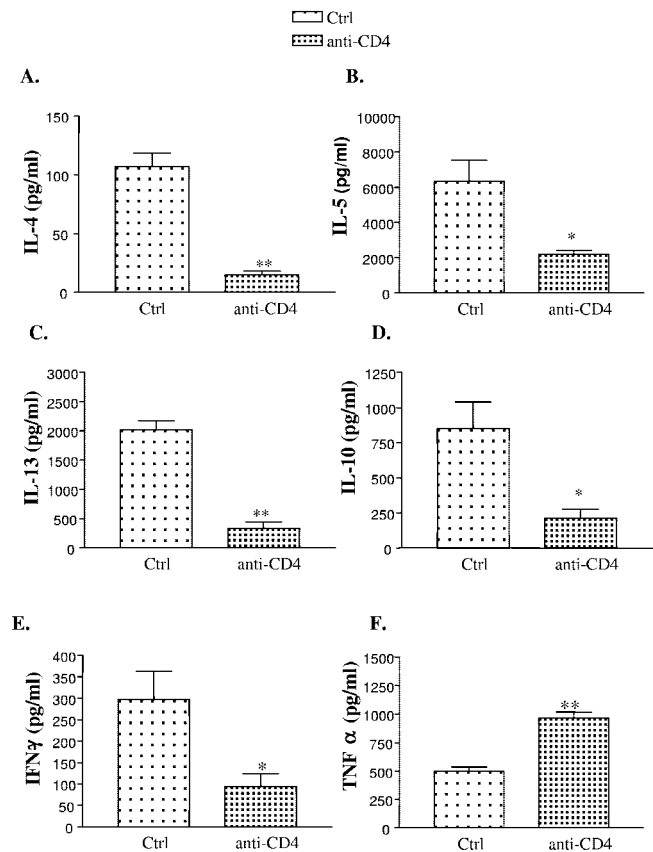 Ctrl
anti-CD4
A.
IL-4 (pg/ml)
150
100
50
0
**
Ctrl
anti-CD4
B.
IL-5 (pg/ml)
8000
6000
4000
2000
0
*
Ctrl
anti-CD4
C.
IL-13 (pg/ml)
3000
2500
2000
1500
1000
500
0
**
Ctrl
anti-CD4
D.
IL-10 (pg/ml)
1250
1000
750
500
250
0
*
Ctrl
anti-CD4
E.
IFNγ (pg/ml)
400
350
300
250
200
150
100
50
0
*
Ctrl
anti-CD4
F.
TNF α (pg/ml)
1500
1250
1000
750
500
250
0
**
Ctrl
anti-CD4